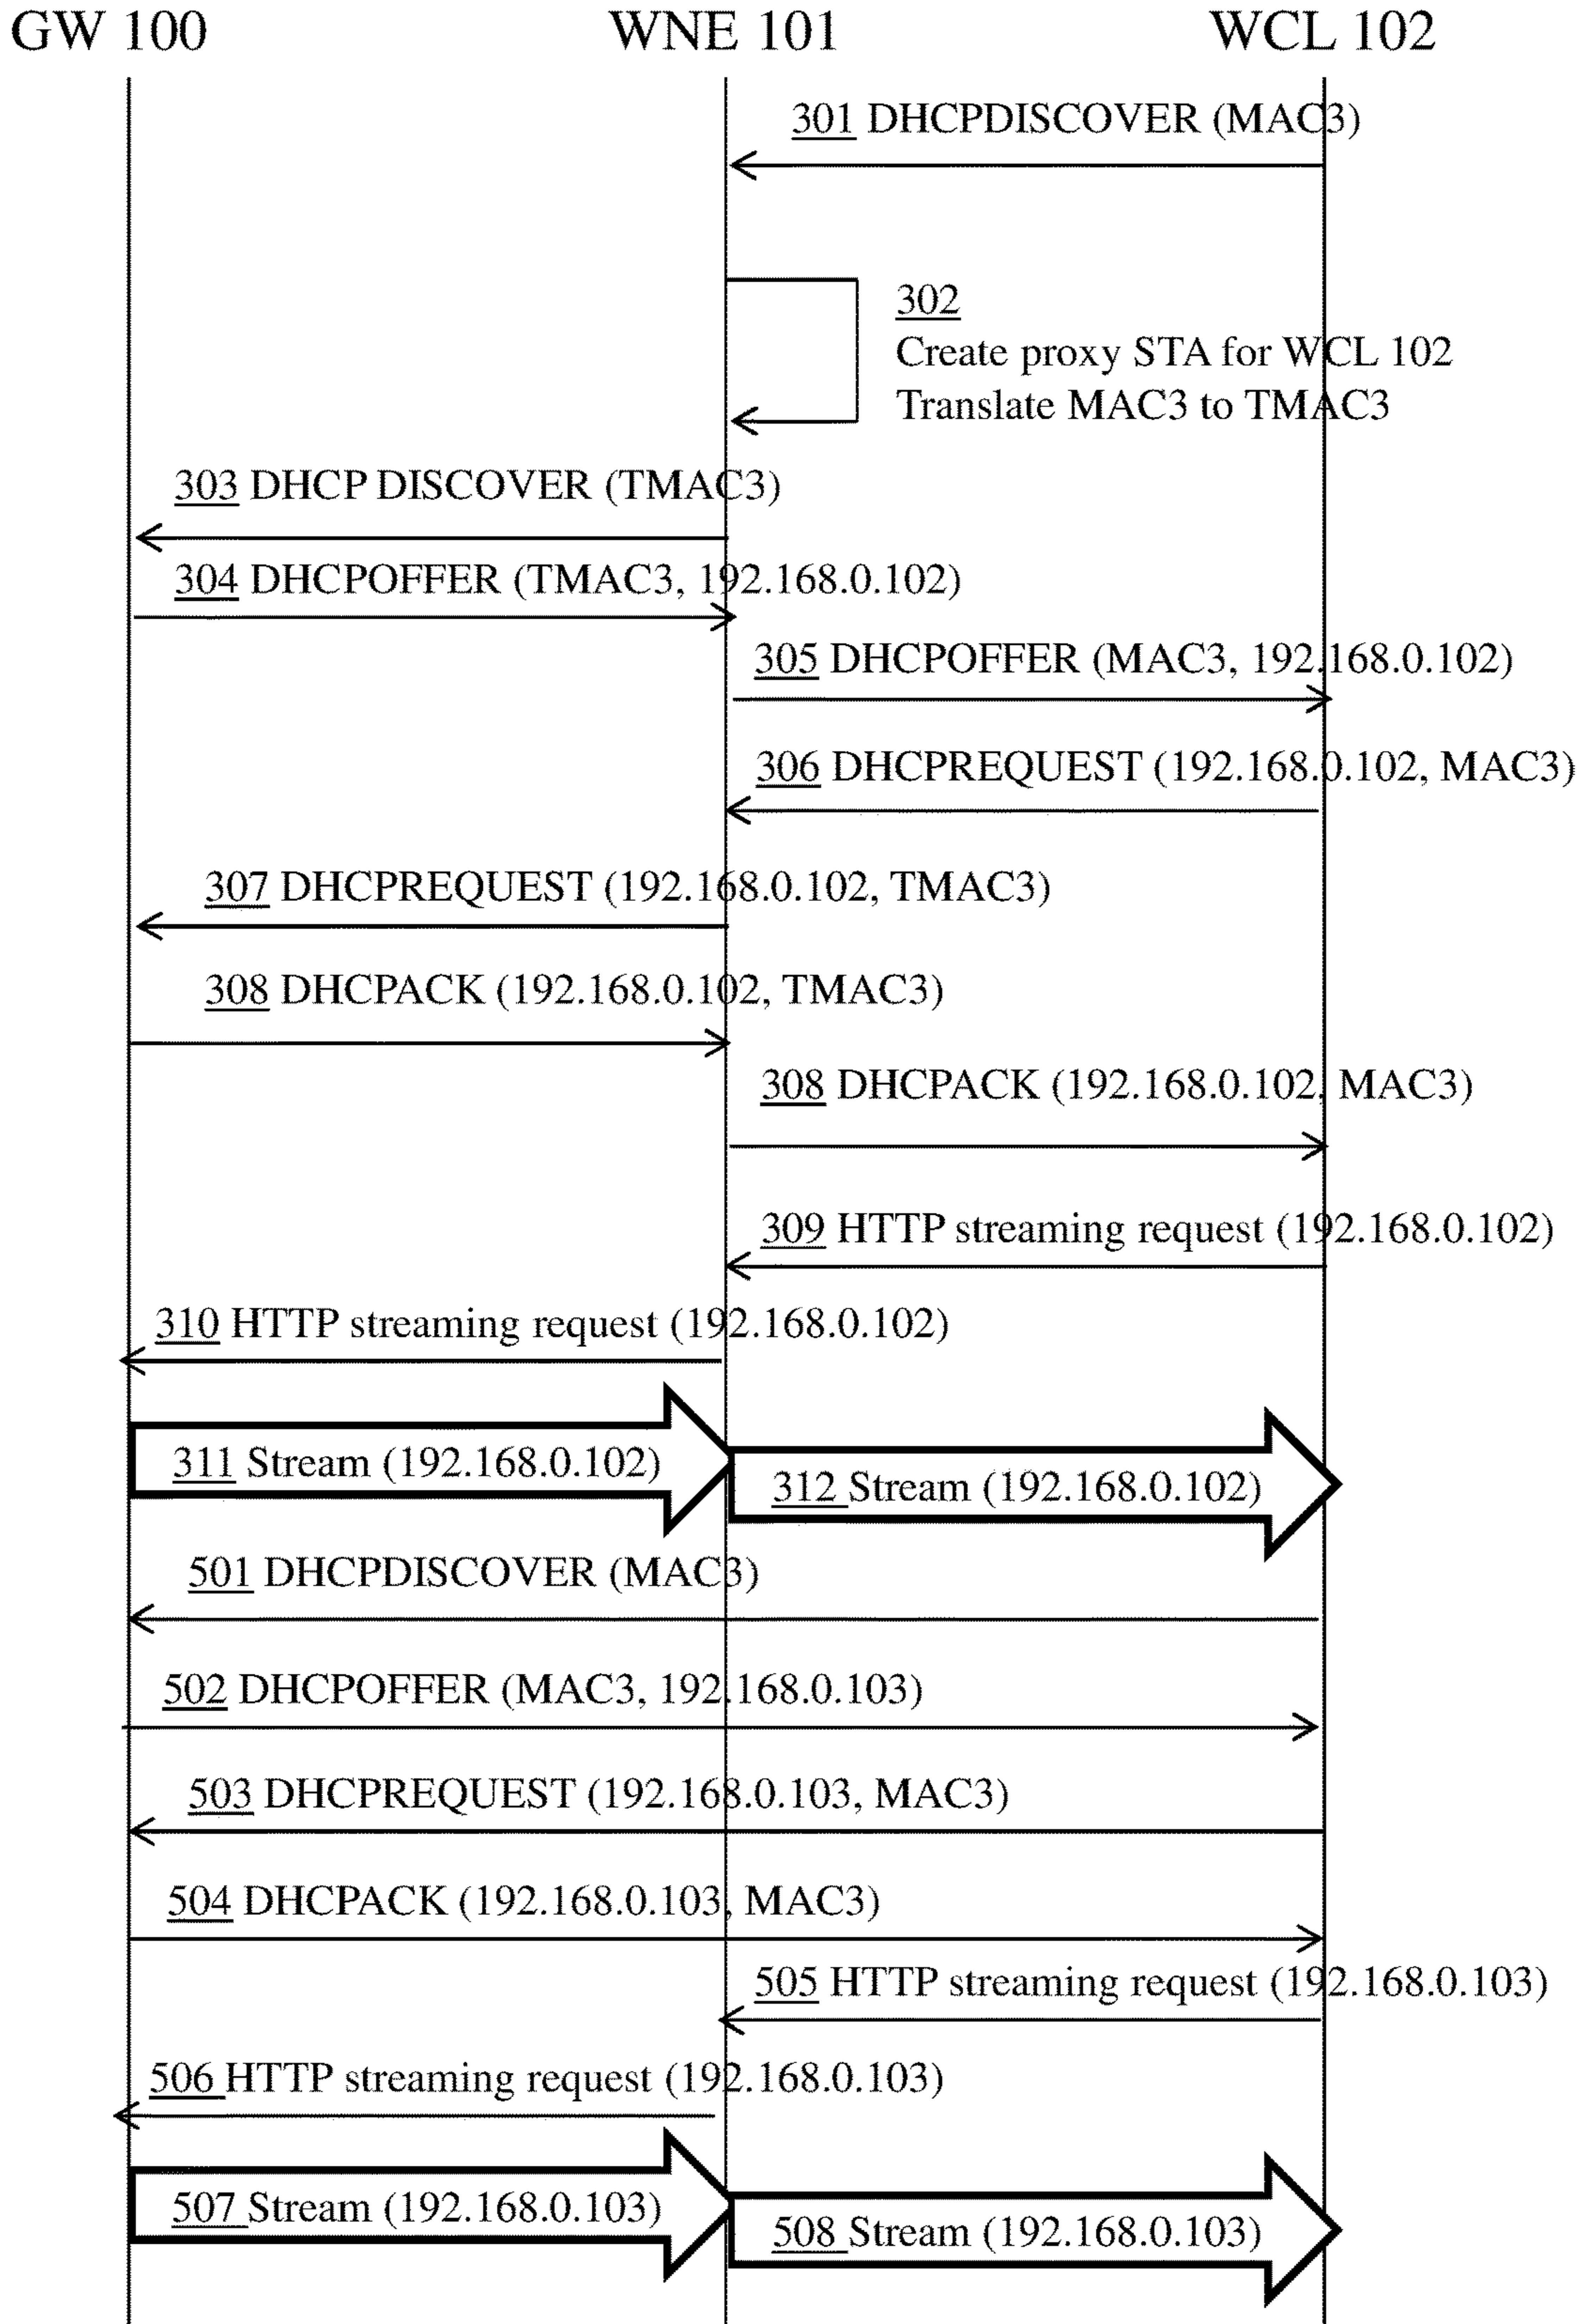 GW 100 WNE 101 WCL 102
301 DHCPDISCOVER (MAC3)
302
Create proxy STA for WCL 102
Translate MAC3 to TMAC3
303 DHCP DISCOVER (TMAC3)
304 DHCPOFFER (TMAC3, 192.168.0.102)
305 DHCPOFFER (MAC3, 192.168.0.102)
306 DHCPREQUEST (192.168.0.102, MAC3)
307 DHCPREQUEST (192.168.0.102, TMAC3)
308 DHCPACK (192.168.0.102, TMAC3)
308 DHCPACK (192.168.0.102, MAC3)
309 HTTP streaming request (192.168.0.102)
310 HTTP streaming request (192.168.0.102)
311 Stream (192.168.0.102)
312 Stream (192.168.0.102)
501 DHCPDISCOVER (MAC3)
502 DHCPOFFER (MAC3, 192.168.0.103)
503 DHCPREQUEST (192.168.0.103, MAC3)
504 DHCPACK (192.168.0.103, MAC3)
505 HTTP streaming request (192.168.0.103)
506 HTTP streaming request (192.168.0.103)
507 Stream (192.168.0.103)
508 Stream (192.168.0.103)